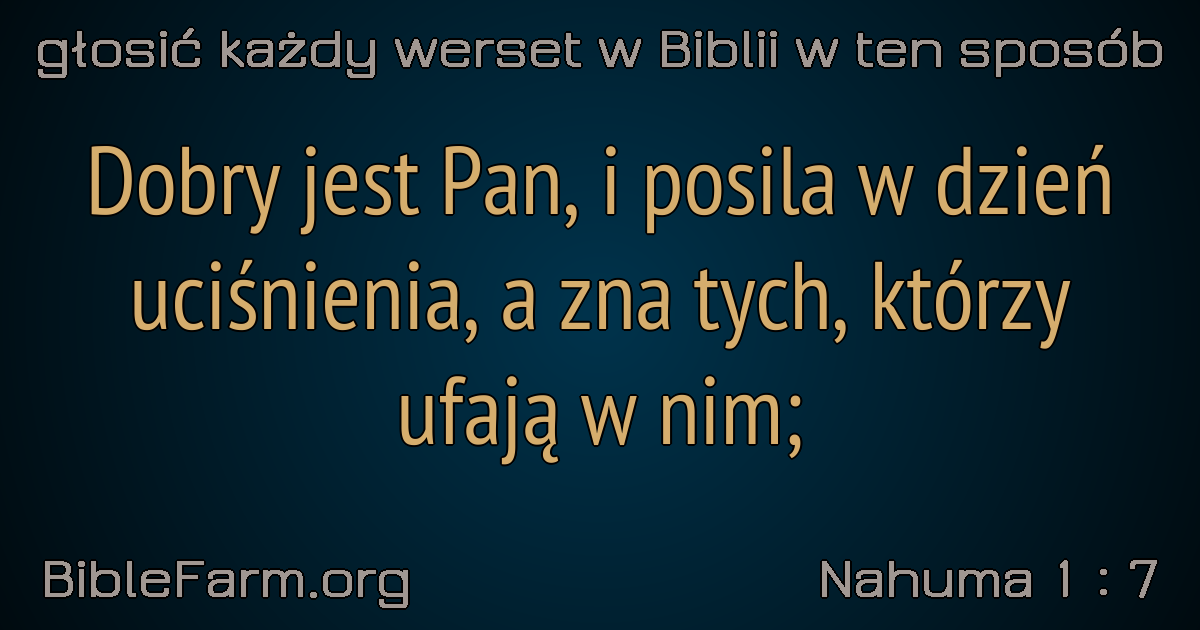 głosić każdy werset w Biblii w ten sposób
Dobry jest Pan, i posila w dzień
uciśnienia, a zna tych, którzy
ufają w nim;
BibleFarm.org
Nahuma 1 : 7